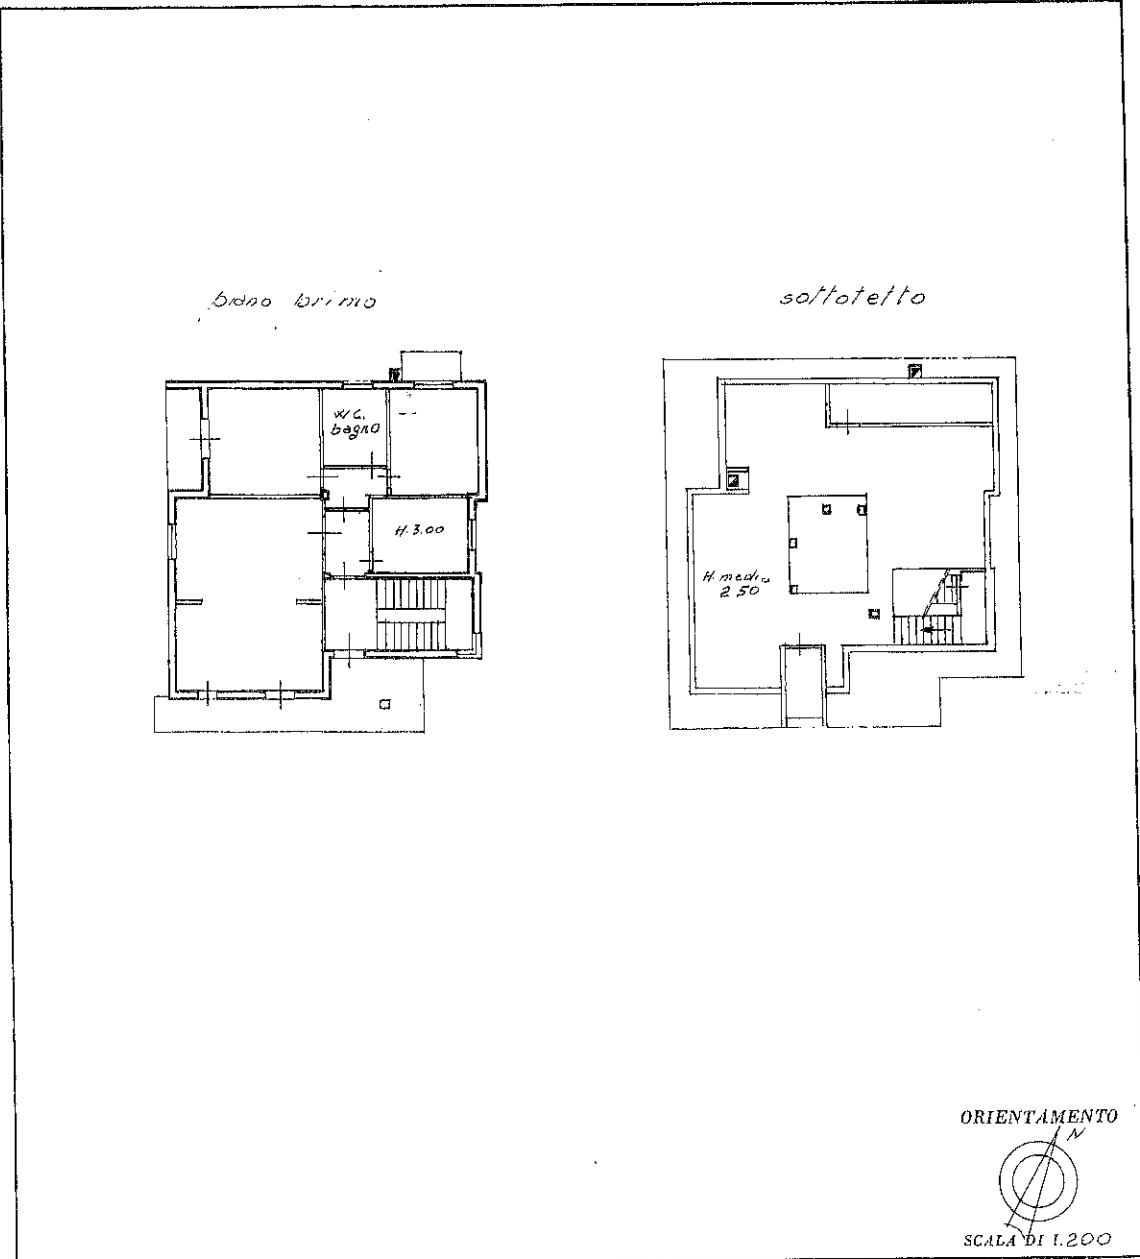 piano primo
sottotetto
W.C.
bagno
H. 3.00
H. media
2 50
ORIENTAMENTO
N
SCALA DI 1.200